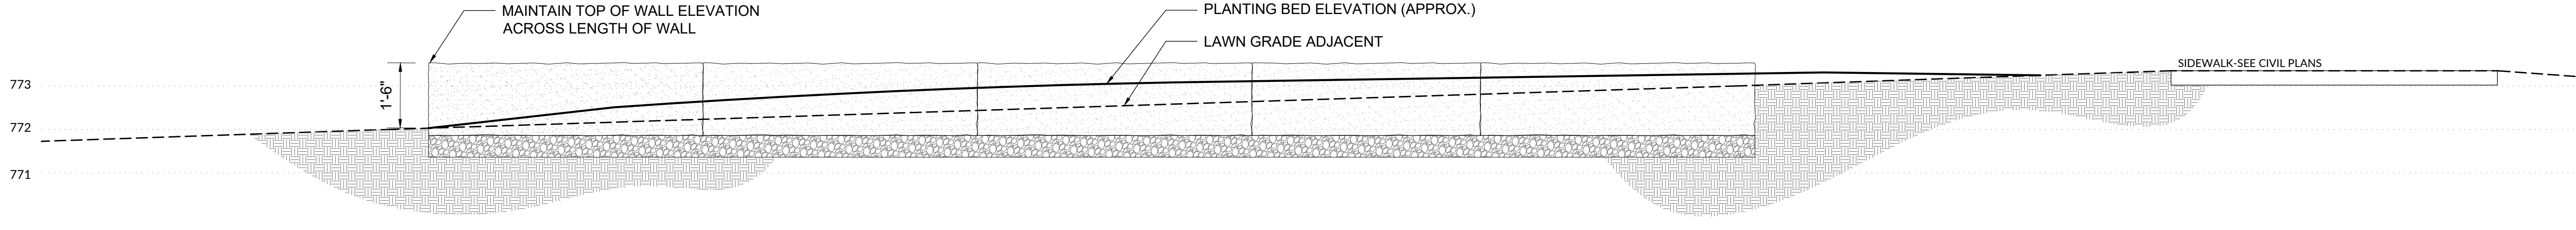 MAINTAIN TOP OF WALL ELEVATION
ACROSS LENGTH OF WALL
PLANTING BED ELEVATION (APPROX.)
LAWN GRADE ADJACENT
SIDEWALK-SEE CIVIL PLANS
773
1'-6"
772
771